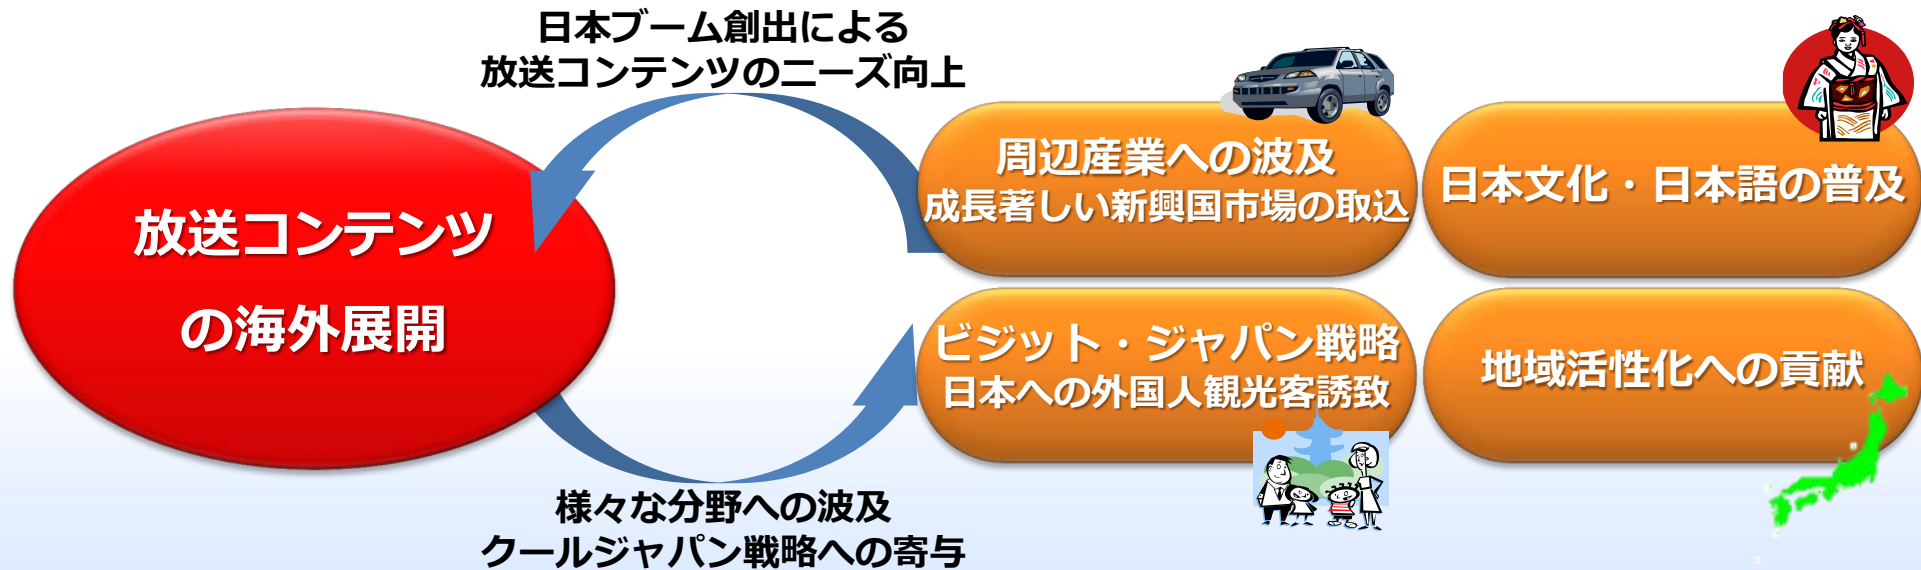 日本ブーム創出による
放送コンテンツのニーズ向上
放送コンテンツ
の海外展開
周辺産業への波及
成長著しい新興国市場の取込
日本文化・日本語の普及
ビジット・ジャパン戦略
日本への外国人観光客誘致
地域活性化への貢献
様々な分野への波及
クールジャパン戦略への寄与